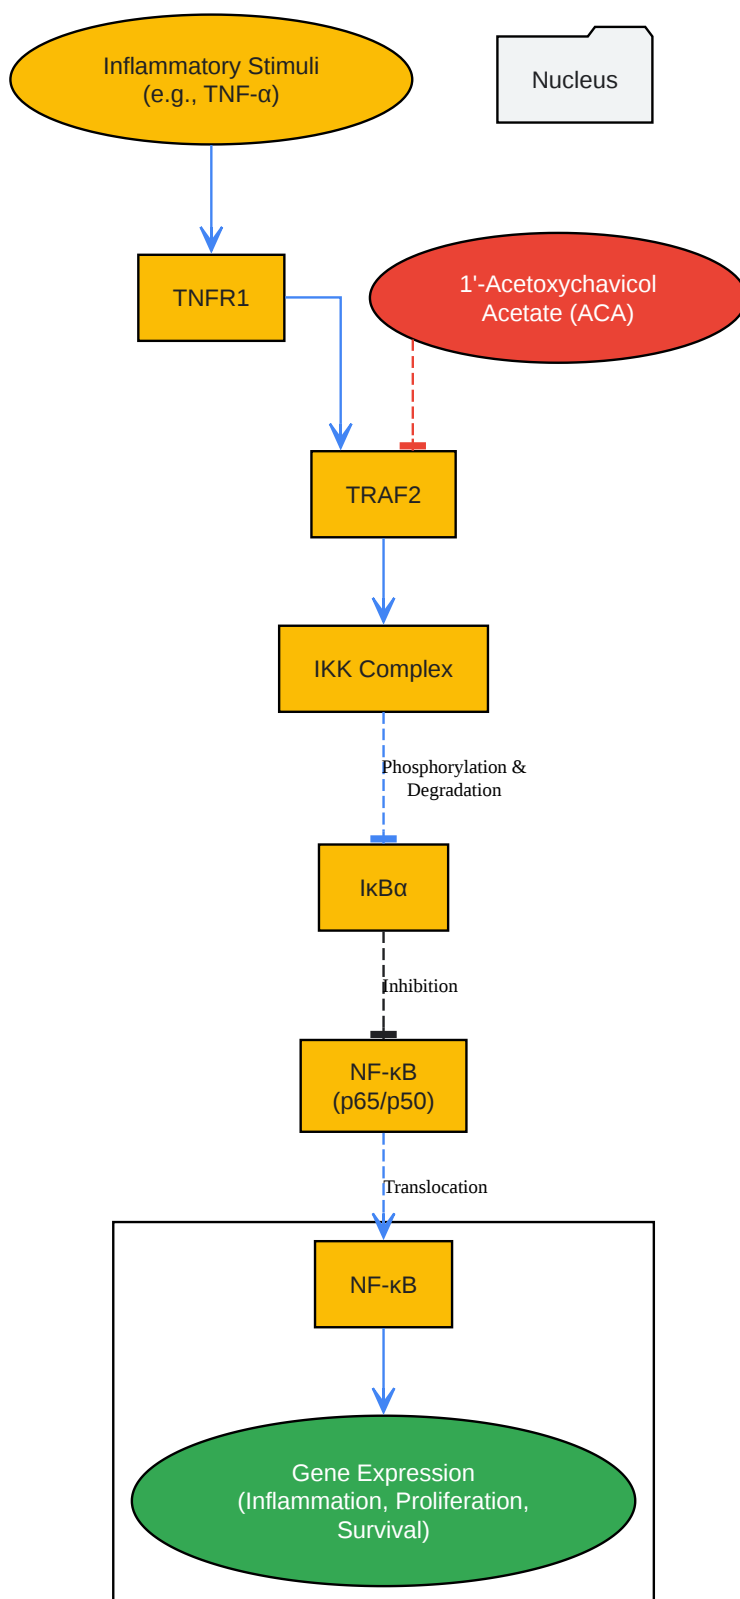 Inflammatory Stimuli
(e.g., TNF-α)
Nucleus
TNFR1
1'-Acetoxychavicol
Acetate (ACA)
TRAF2
IKK Complex
Phosphorylation &
Degradation
IκBα
Inhibition
NF-κB
(p65/p50)
Translocation
NF-κB
Gene Expression
(Inflammation, Proliferation,
Survival)